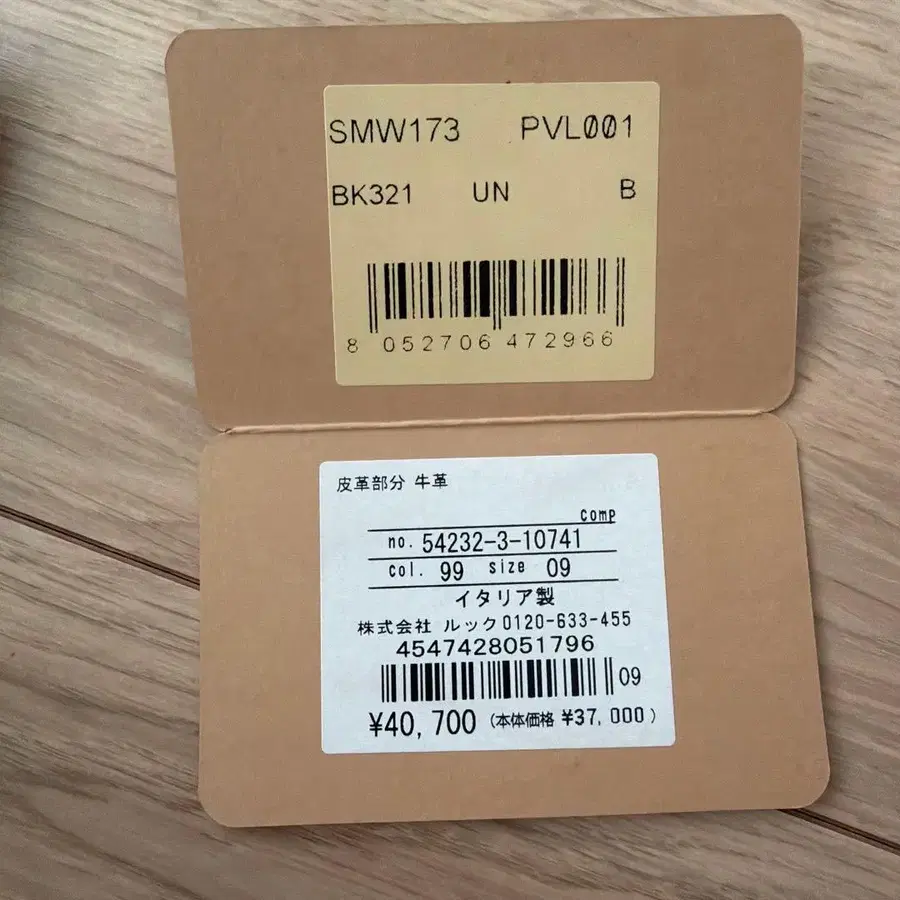 SMW173 PVL001
BK321 UN B
8 052706 472966
皮革部分 牛革
comp
no. 54232-3-10741
col. 99 size 09
イタリア製
株式会社 ルック 0120-633-455
4547428051796
09
¥40,700 (本体価格 ¥37,000)